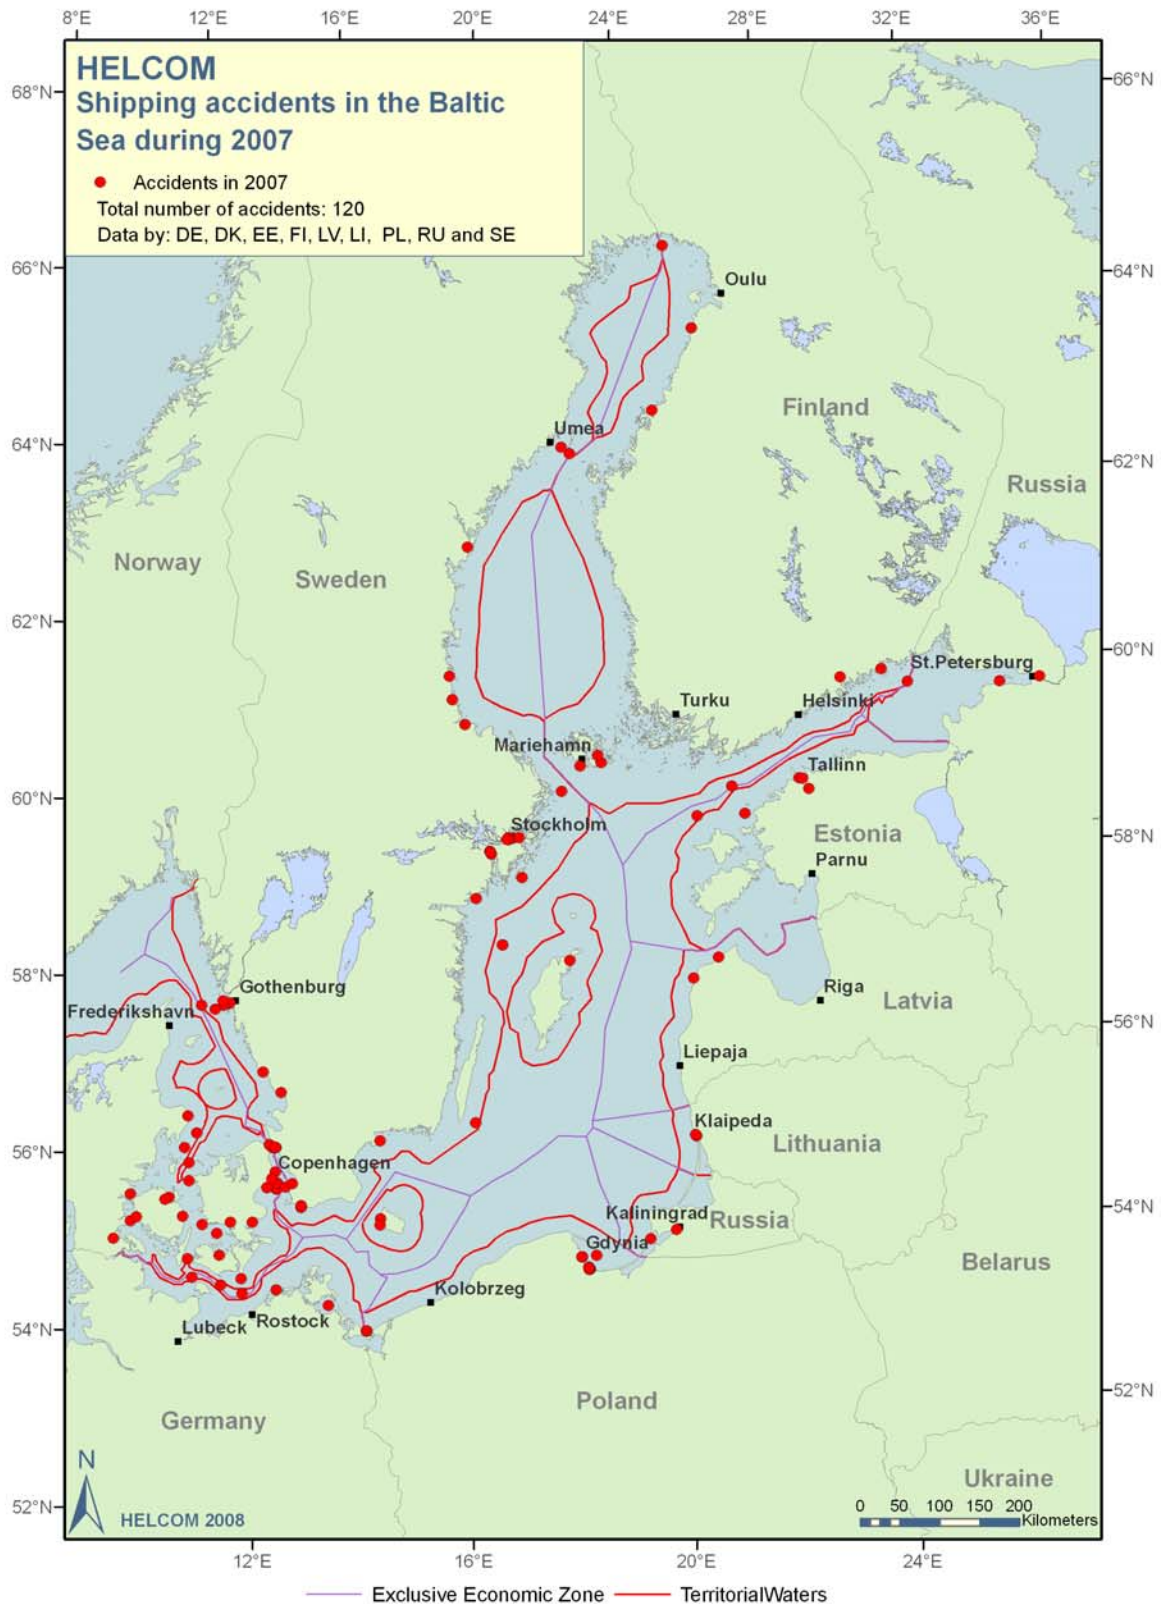 8°E 12°E 16°E 20°E 24°E 28°E 32°E 36°E
HELCOM
Shipping accidents in the Baltic
Sea during 2007
Accidents in 2007
Total number of accidents: 120
Data by: DE, DK, EE, FI, LV, LI, PL, RU and SE
68°N
66°N
66°N
64°N
Oulu
Finland
Umea
64°N
62°N
Russia
Norway
Sweden
62°N
60°N
St.Petersburg
Turku
Helsinki
Mariehamn
Tallinn
60°N
Stockholm
58°N
Estonia
Parnu
58°N
Gothenburg
Riga
Latvia
Frederikshavn
56°N
Liepaja
Klaipeda
Lithuania
56°N
Copenhagen
54°N
Kaliningrad
Russia
Gdynia
Belarus
Kolobrzeg
Rostock
Lubeck
54°N
52°N
Poland
Germany
N
Ukraine
52°N
0 50 100 150 200
Kilometers
HELCOM 2008
12°E 16°E 20°E 24°E
Exclusive Economic Zone TerritorialWaters